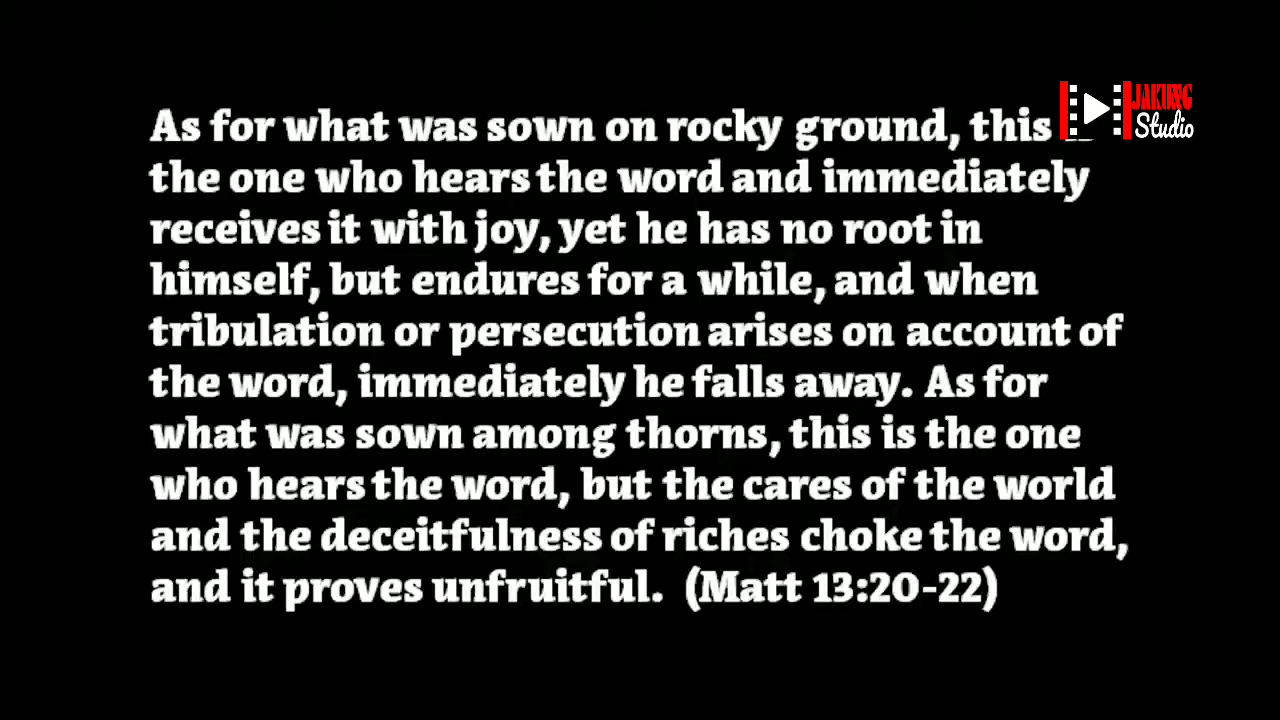 As for what was sown on rocky ground, this
the one who hears the word and immediately
receives it with joy, yet he has no root in
himself, but endures for a while, and when
tribulation or persecution arises on account of
the word, immediately he falls away. As for
what was sown among thorns, this is the one
who hears the word, but the cares of the world
and the deceitfulness of riches choke the word,
and it proves unfruitful. (Matt 13:20-22)
Studio